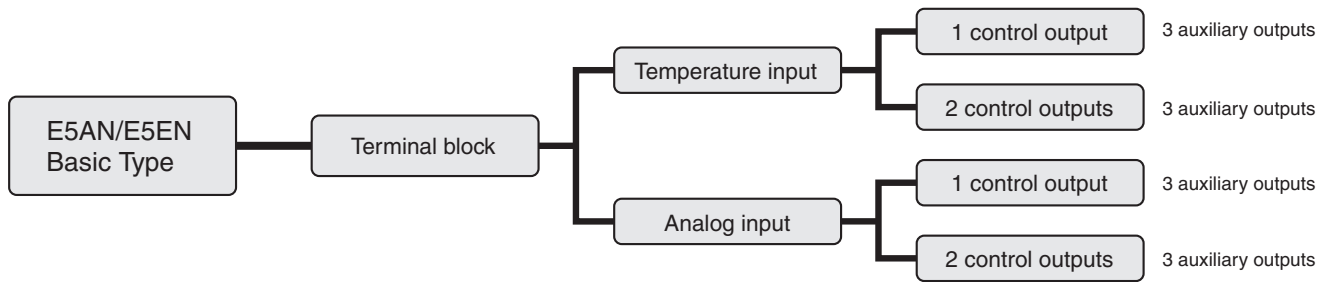 E5AN/E5EN
Basic Type
Terminal block
Temperature input
1 control output
3 auxiliary outputs
2 control outputs
3 auxiliary outputs
Analog input
1 control output
3 auxiliary outputs
2 control outputs
3 auxiliary outputs